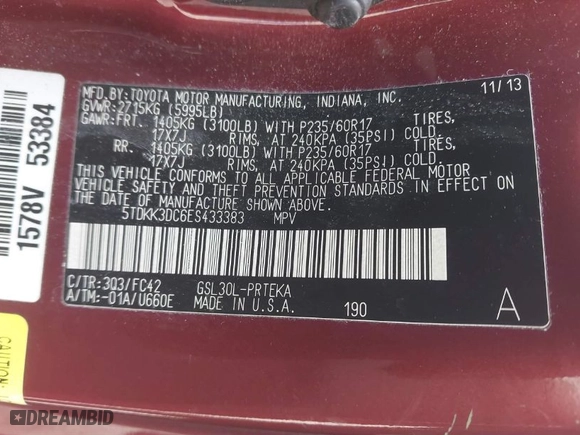 MFD.BY: TOYOTA MOTOR MANUFACTURING, INDIANA, INC. 11/13
GVWR: 2715KG (5995LB)
GAWR: FRT. 1405KG (3100LB) WITH P235/60R17 TIRES,
17X7J RIMS, AT 240KPA (35PSI) COLD.
RR. 1405KG (3100LB) WITH P235/60R17 TIRES,
17X7J RIMS, AT 240KPA (35PSI) COLD.
THIS VEHICLE CONFORMS TO ALL APPLICABLE FEDERAL MOTOR
VEHICLE SAFETY AND THEFT PREVENTION STANDARDS IN EFFECT ON
THE DATE OF MANUFACTURE SHOWN ABOVE.
5TDKK3DC6ES433383 MPV
C/TR: 303/FC42 GSL30L-PRTEKA
A/TM: -01A/U660E MADE IN U.S.A. 190 A
1578V 53384
CAUTION
DREAMBID